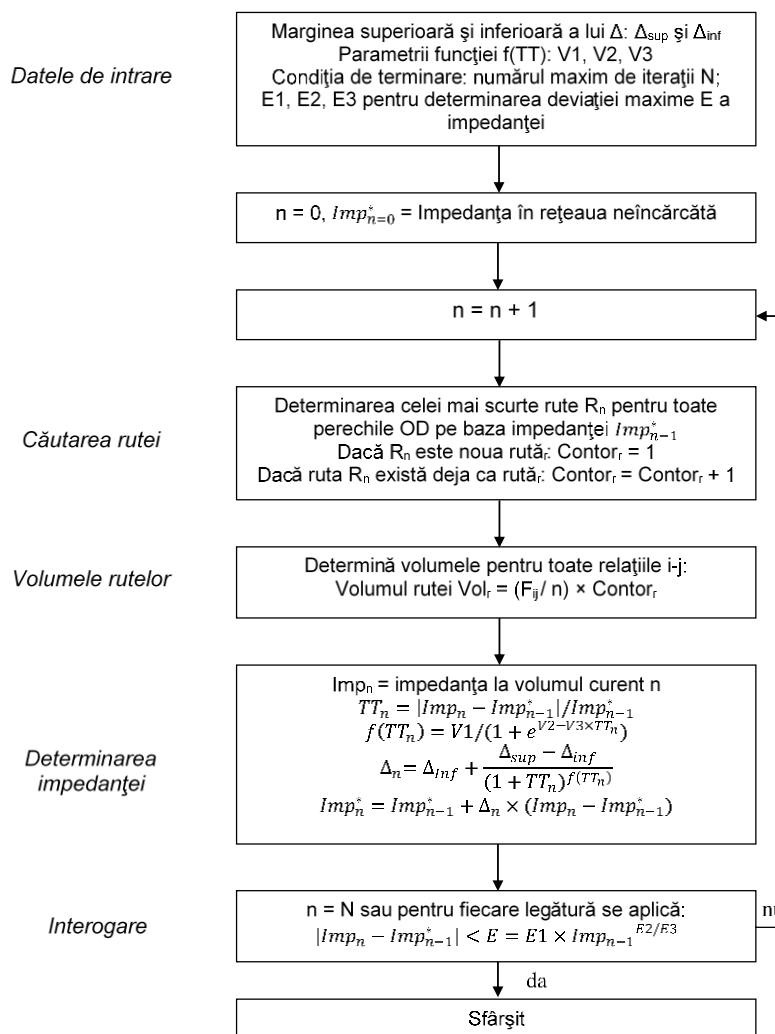 Datele de intrare
Marginea superioară şi inferioară a lui Δ: Δsup şi Δinf
Parametrii funcţiei f(TT): V1, V2, V3
Condiţia de terminare: numărul maxim de iteraţii N;
E1, E2, E3 pentru determinarea deviaţiei maxime E a
impedanţei
n = 0, Imp*ₙ₌₀ = Impedanţa în reţeaua neîncărcată
n = n + 1
Căutarea rutei
Determinarea celei mai scurte rute Rₙ pentru toate
perechile OD pe baza impedanţei Imp*ₙ₋₁
Dacă Rₙ este noua rutăᵣ: Contorᵣ = 1
Dacă ruta Rₙ există deja ca rutăᵣ: Contorᵣ = Contorᵣ + 1
Volumele rutelor
Determină volumele pentru toate relaţiile i-j:
Volumul rutei Volᵣ = (Fij/ n) × Contorᵣ
Determinarea
impedanţei
Impₙ = impedanţa la volumul curent n
TTₙ = |Impₙ − Imp*ₙ₋₁|/Imp*ₙ₋₁
f(TTₙ) = V1/(1 + e^(V2−V3×TTₙ))
Δₙ = ΔInf + (Δsup − Δinf)/(1 + TTₙ)^f(TTₙ)
Imp*ₙ = Imp*ₙ₋₁ + Δₙ × (Impₙ − Imp*ₙ₋₁)
Interogare
n = N sau pentru fiecare legătură se aplică:
|Impₙ − Imp*ₙ₋₁| < E = E1 × Impₙ₋₁^(E2/E3)
da
Sfârşit